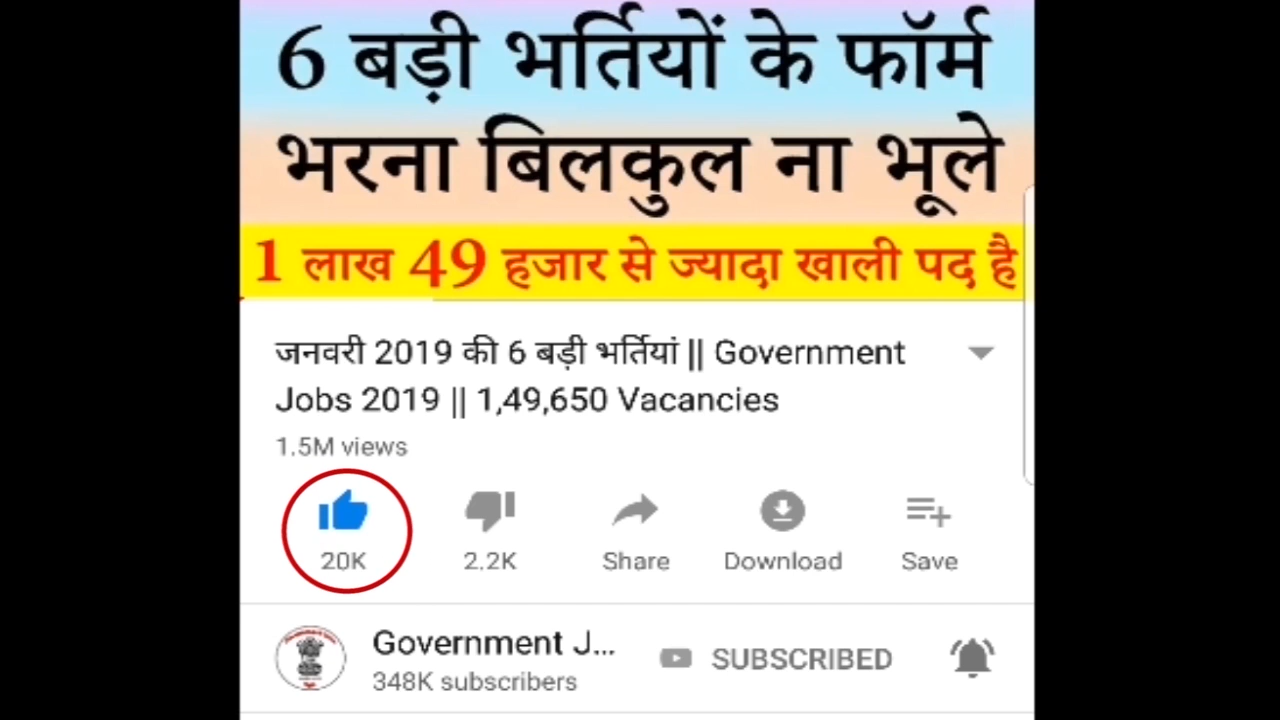 6 बड़ी भर्तियों के फॉर्म
भरना बिलकुल ना भूले
1 लाख 49 हजार से ज्यादा खाली पद है
जनवरी 2019 की 6 बड़ी भर्तियां || Government
Jobs 2019 || 1,49,650 Vacancies
1.5M views
20K 2.2K Share Download Save
Government J... SUBSCRIBED
348K subscribers